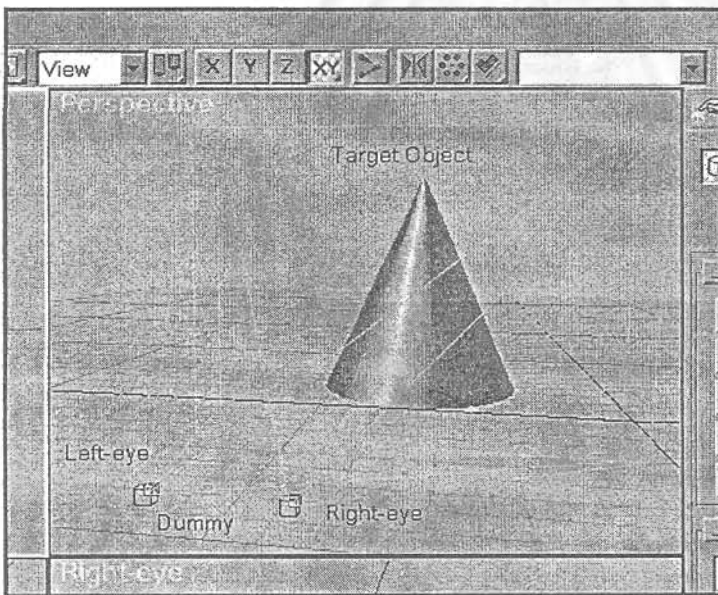 View X Y Z XY
Perspective
Target Object
Left-eye
Dummy Right-eye
Right-eye